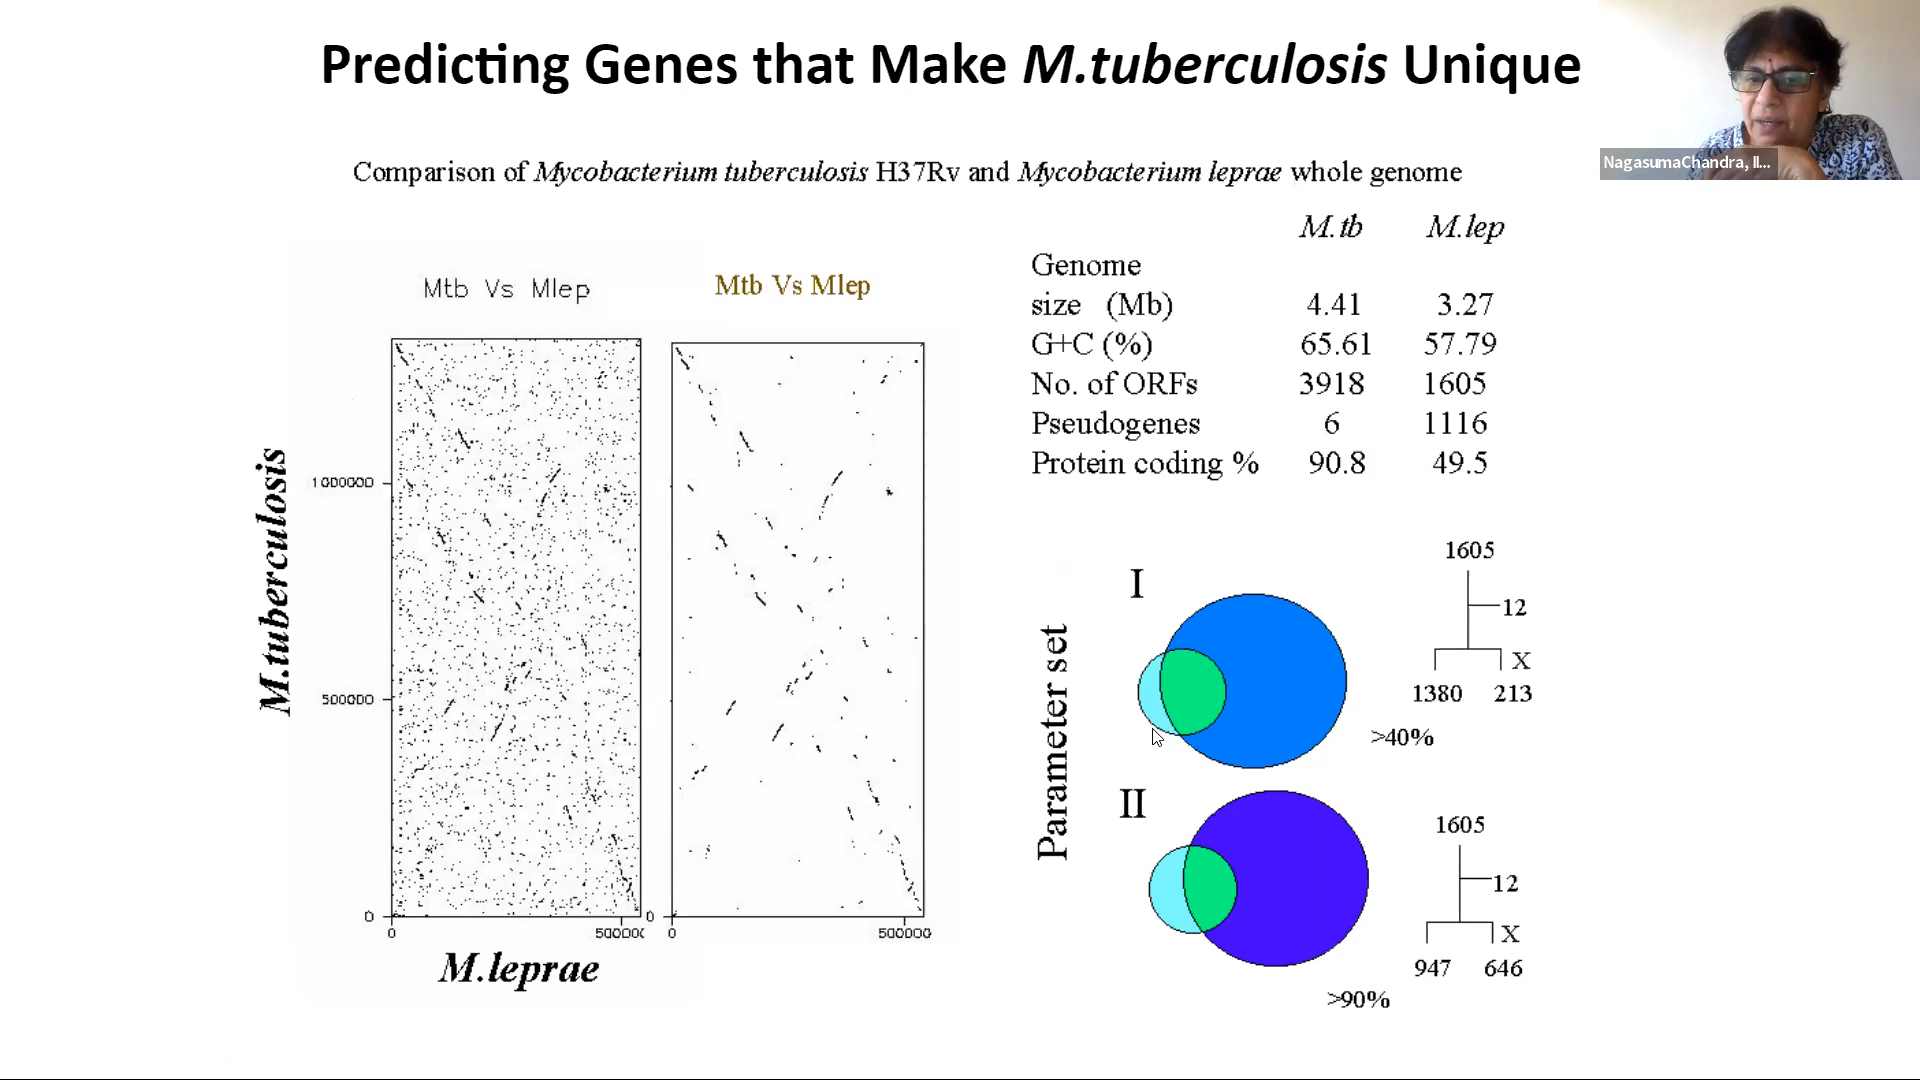 Predicting Genes that Make M.tuberculosis Unique
NagasumaChandra, II...
Comparison of Mycobacterium tuberculosis H37Rv and Mycobacterium leprae whole genome
Mtb Vs Mlep
Mtb Vs Mlep
M.tuberculosis
1000000
500000
0
0
500000
0
0
500000
M.leprae
M.tb M.lep
Genome
size (Mb) 4.41 3.27
G+C (%) 65.61 57.79
No. of ORFs 3918 1605
Pseudogenes 6 1116
Protein coding % 90.8 49.5
Parameter set
I
1605
12
X
1380 213
>40%
II
1605
12
X
947 646
>90%